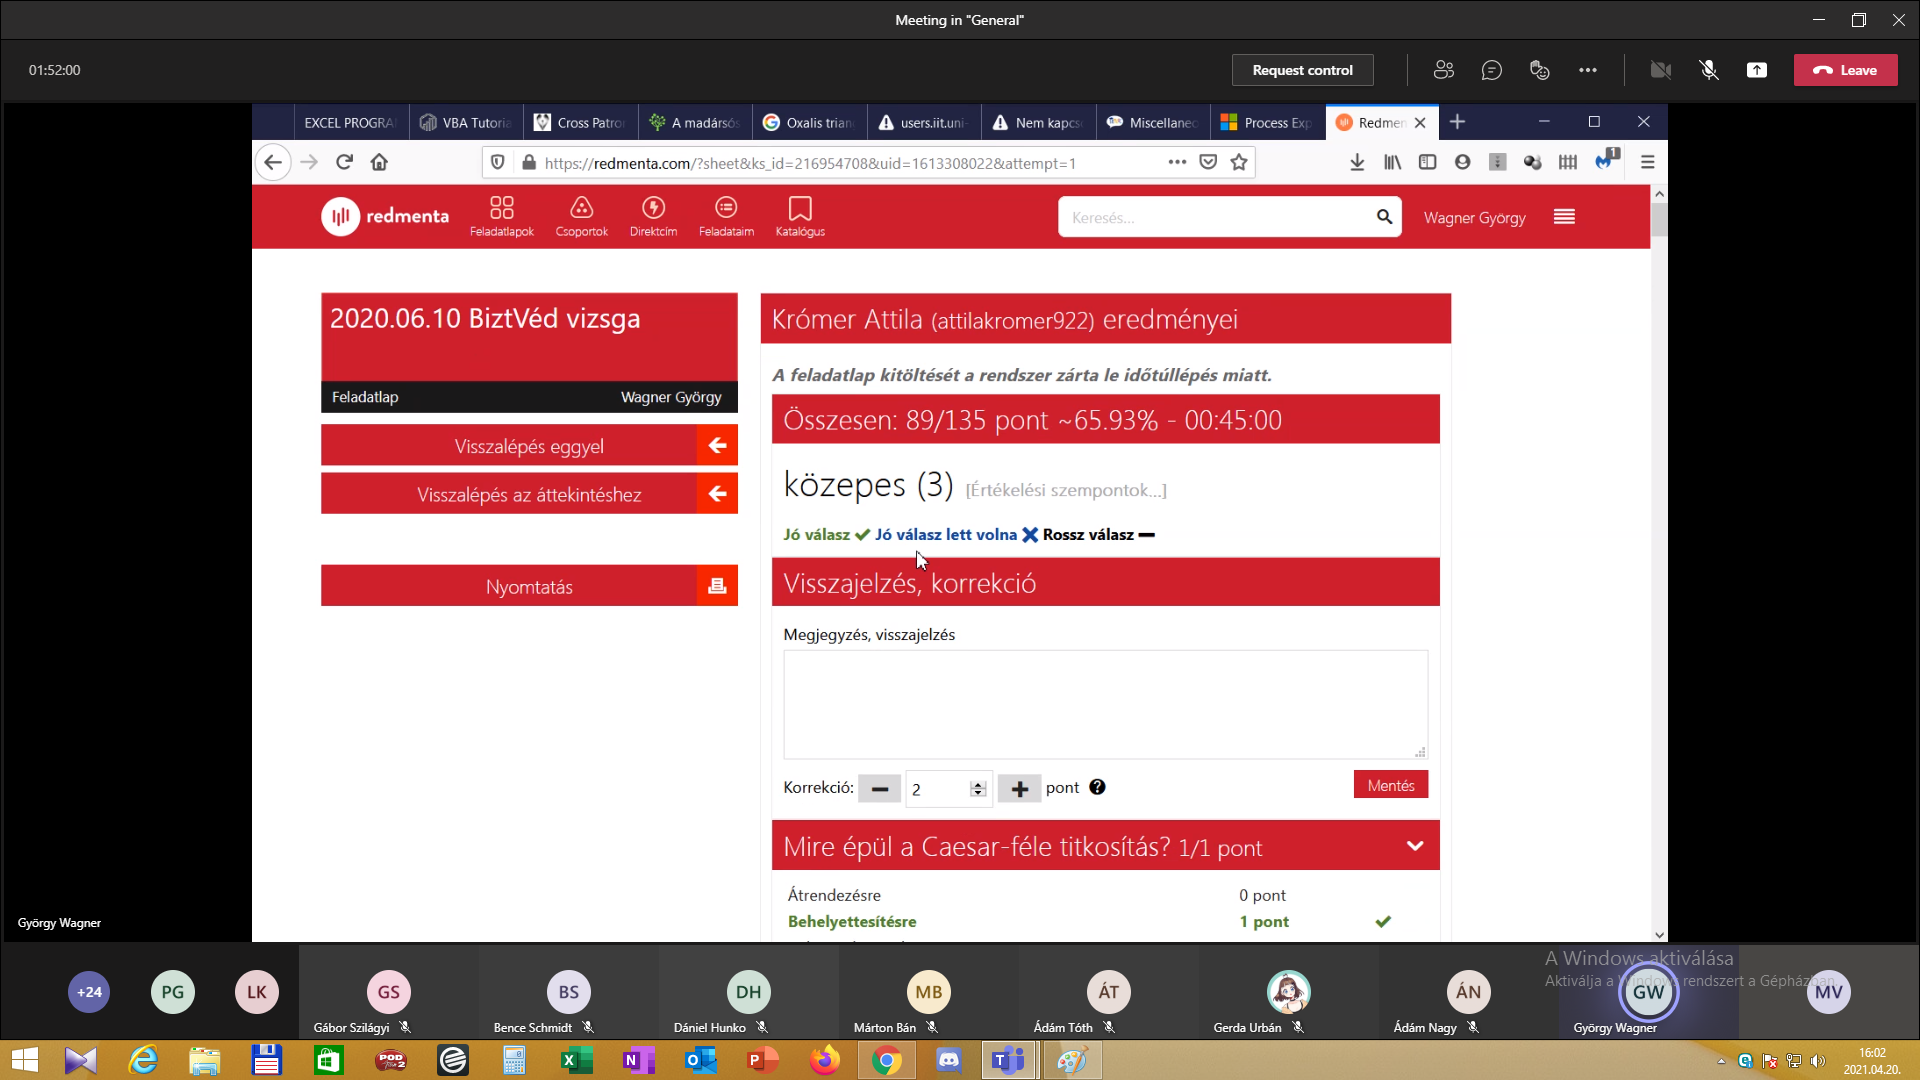 Meeting in "General"
01:52:00
Request control
Leave
EXCEL PROGRA
VBA Tutoria
Cross Patro
A madársós
Oxalis trian
users.iit.uni-
Nem kapcs
Miscellaneo
Process Exp
Redmen
https://redmenta.com/?sheet&ks_id=216954708&uid=1613308022&attempt=1
1
redmenta
Feladatlapok
Csoportok
Direktcím
Feladataim
Katalógus
Keresés...
Wagner György
2020.06.10 BiztVéd vizsga
Feladatlap
Wagner György
Visszalépés eggyel
Visszalépés az áttekintéshez
Nyomtatás
Krómer Attila (attilakromer922) eredményei
A feladatlap kitöltését a rendszer zárta le időtúllépés miatt.
Összesen: 89/135 pont ~65.93% - 00:45:00
közepes (3) [Értékelési szempontok...]
Jó válasz Jó válasz lett volna Rossz válasz
Visszajelzés, korrekció
Megjegyzés, visszajelzés
Korrekció: 2 pont
Mentés
Mire épül a Caesar-féle titkosítás? 1/1 pont
Átrendezésre 0 pont
Behelyettesítésre 1 pont
György Wagner
+24
PG
LK
GS
BS
DH
MB
ÁT
ÁN
GW
MV
Gábor Szilágyi
Bence Schmidt
Dániel Hunko
Márton Bán
Ádám Tóth
Gerda Urbán
Ádám Nagy
György Wagner
A Windows aktiválása
Aktiválja a Windows rendszert a Gépházban
16:02
2021.04.20.